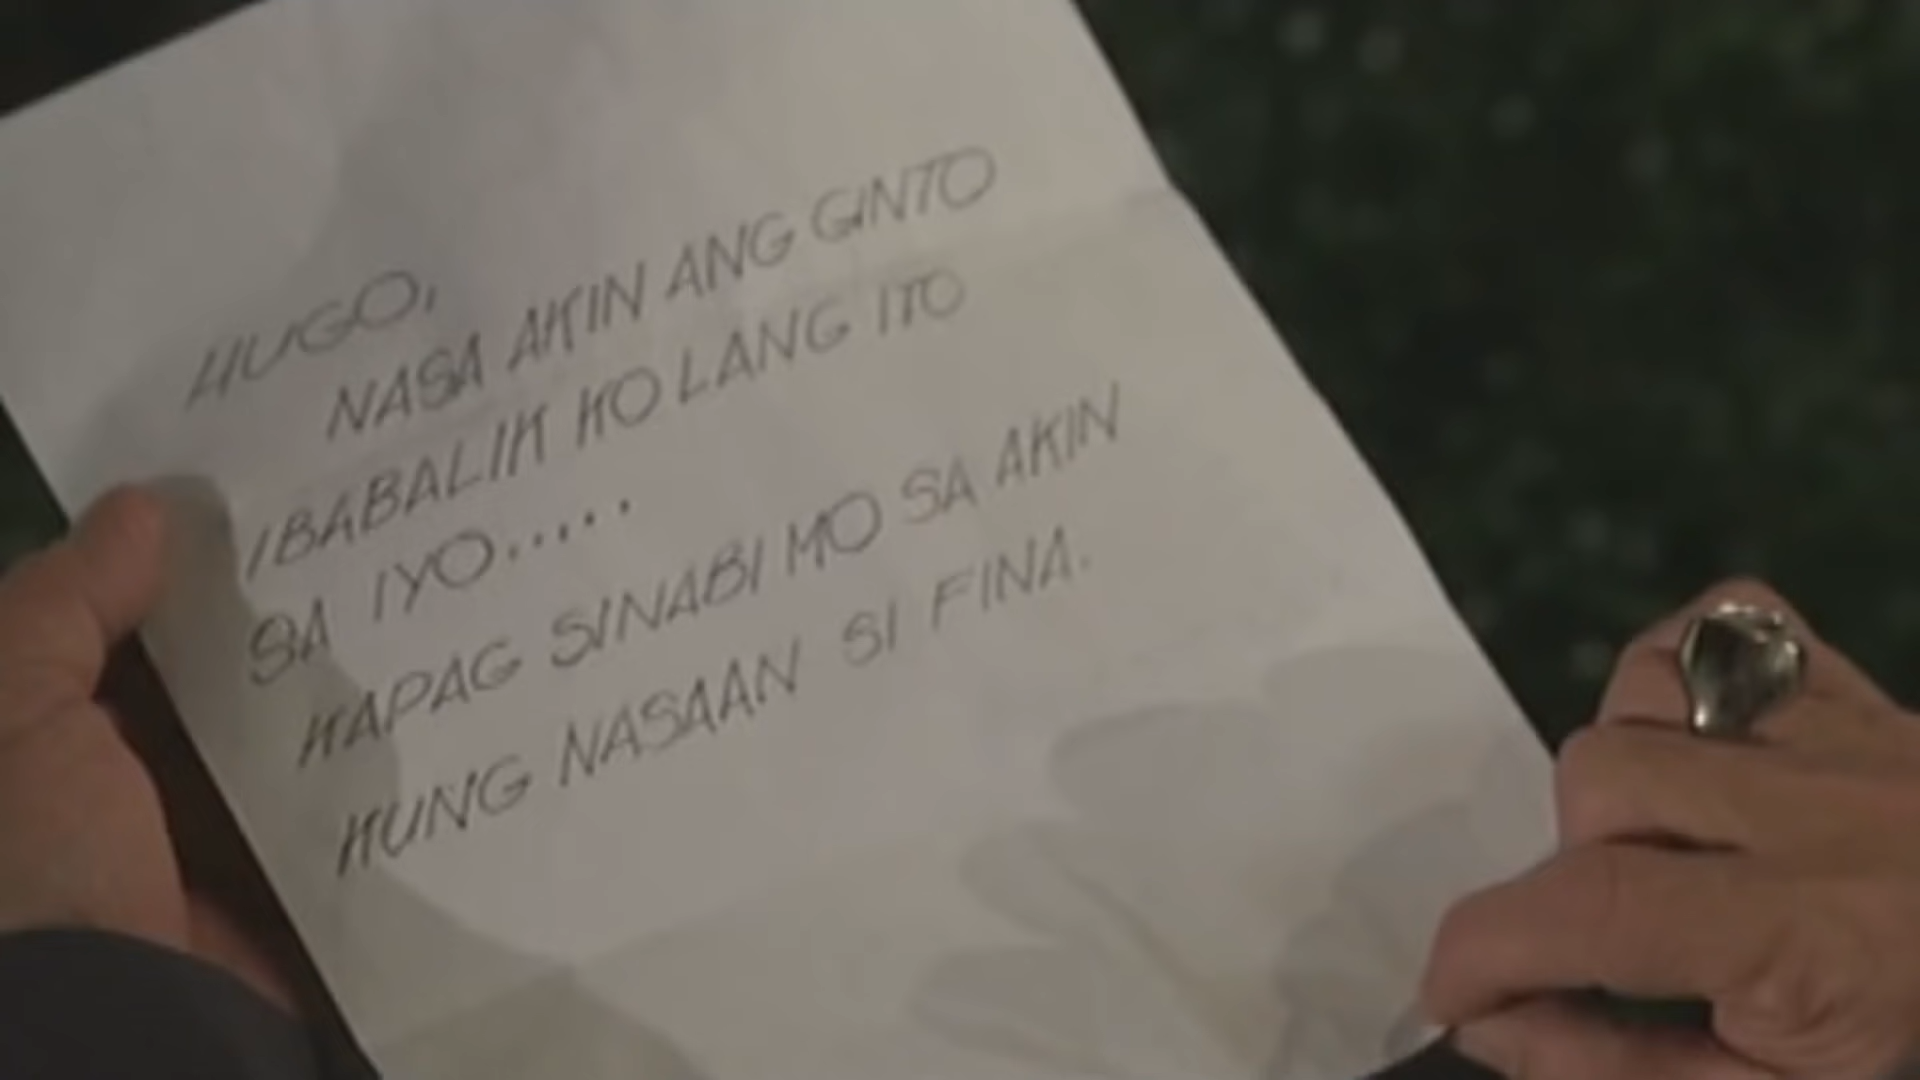 HUGO,
NASA AKIN ANG GINTO
IBABALIK KO LANG ITO
SA IYO.....
KAPAG SINABI MO SA AKIN
KUNG NASAAN SI FINA.